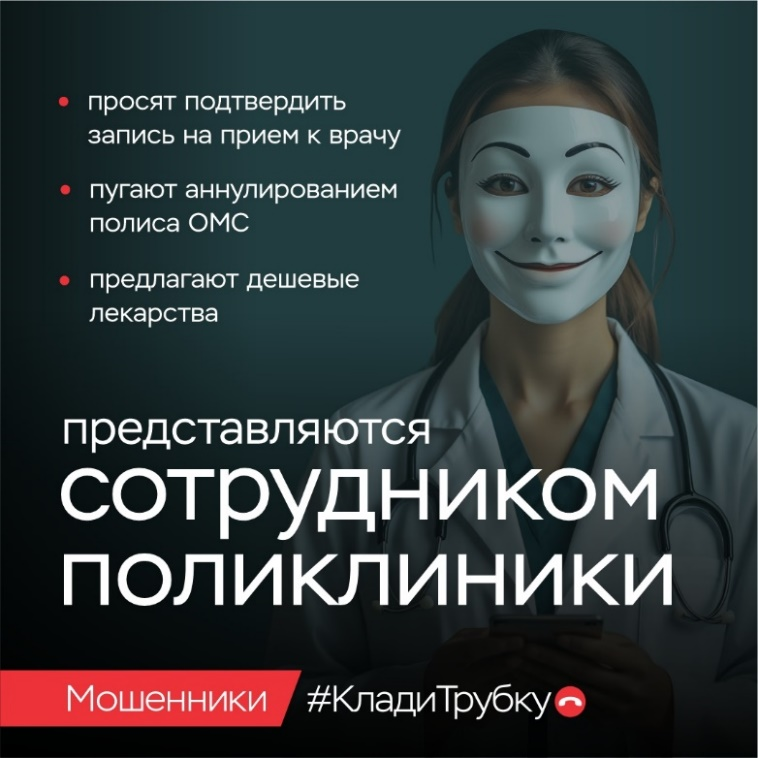 просят подтвердить
запись на прием к врачу
пугают аннулированием
полиса ОМС
предлагают дешевые
лекарства
представляются
сотрудником
поликлиники
Мошенники #КладиТрубку